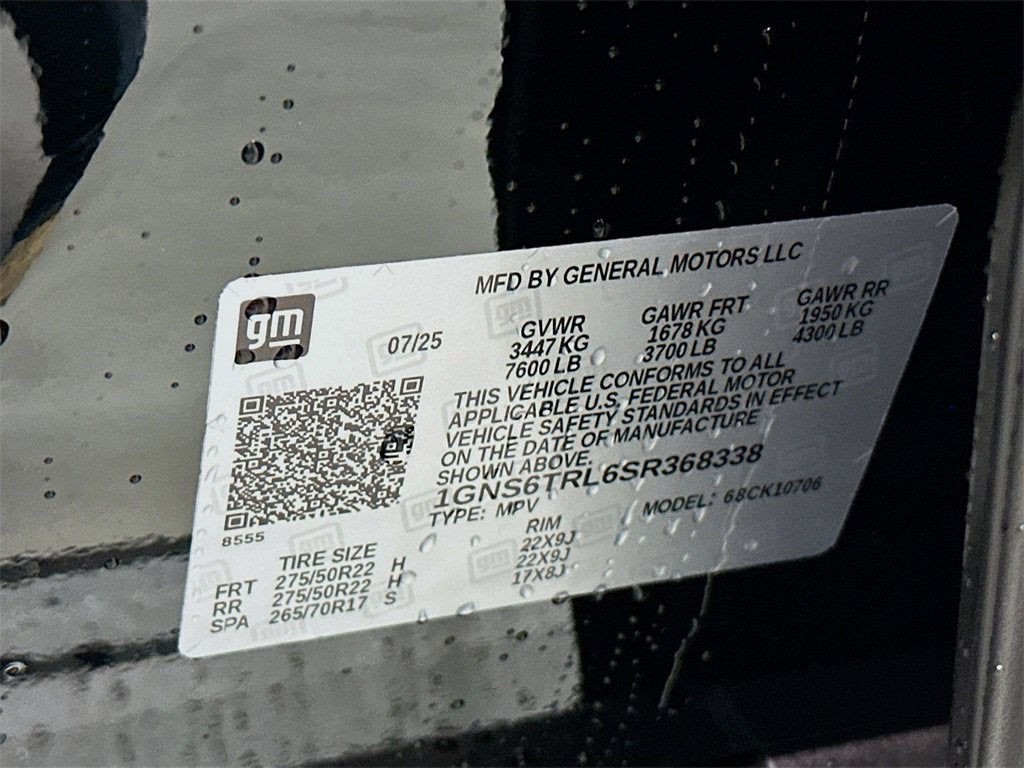 gm
MFD BY GENERAL MOTORS LLC
07/25
GVWR GAWR FRT GAWR RR
3447 KG 1678 KG 1950 KG
7600 LB 3700 LB 4300 LB
THIS VEHICLE CONFORMS TO ALL
APPLICABLE U.S. FEDERAL MOTOR
VEHICLE SAFETY STANDARDS IN EFFECT
ON THE DATE OF MANUFACTURE
SHOWN ABOVE.
1GNS6TRL6SR368338
TYPE: MPV MODEL: 68CK10706
8555
TIRE SIZE RIM
FRT 275/50R22 H 22X9J
RR 275/50R22 H 22X9J
SPA 265/70R17 S 17X8J